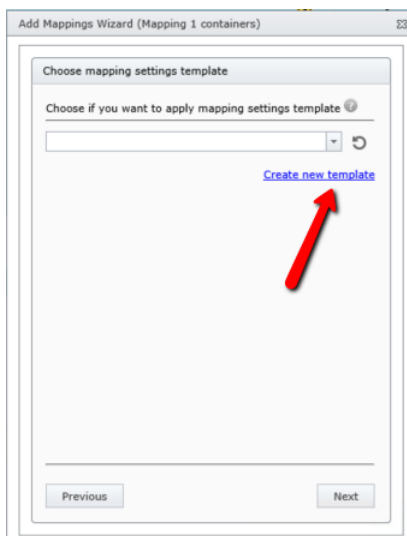 Add Mappings Wizard (Mapping 1 containers)
Choose mapping settings template
Choose if you want to apply mapping settings template
Create new template
Previous
Next